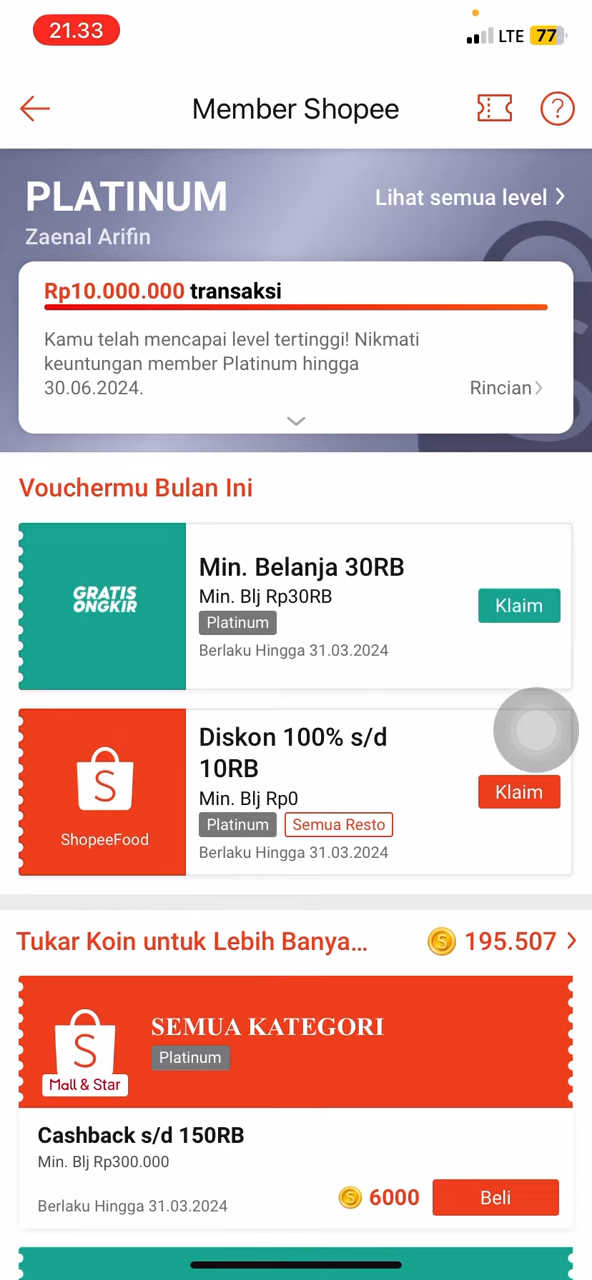 21.33
LTE 77
Member Shopee
PLATINUM
Lihat semua level
Zaenal Arifin
Rp10.000.000 transaksi
Kamu telah mencapai level tertinggi! Nikmati
keuntungan member Platinum hingga
30.06.2024.
Rincian
Vouchermu Bulan Ini
GRATIS
ONGKIR
Min. Belanja 30RB
Min. Blj Rp30RB
Platinum
Berlaku Hingga 31.03.2024
Klaim
S
ShopeeFood
Diskon 100% s/d
10RB
Min. Blj Rp0
Platinum Semua Resto
Berlaku Hingga 31.03.2024
Klaim
Tukar Koin untuk Lebih Banya...
S 195.507
S
Mall & Star
SEMUA KATEGORI
Platinum
Cashback s/d 150RB
Min. Blj Rp300.000
Berlaku Hingga 31.03.2024
S 6000
Beli